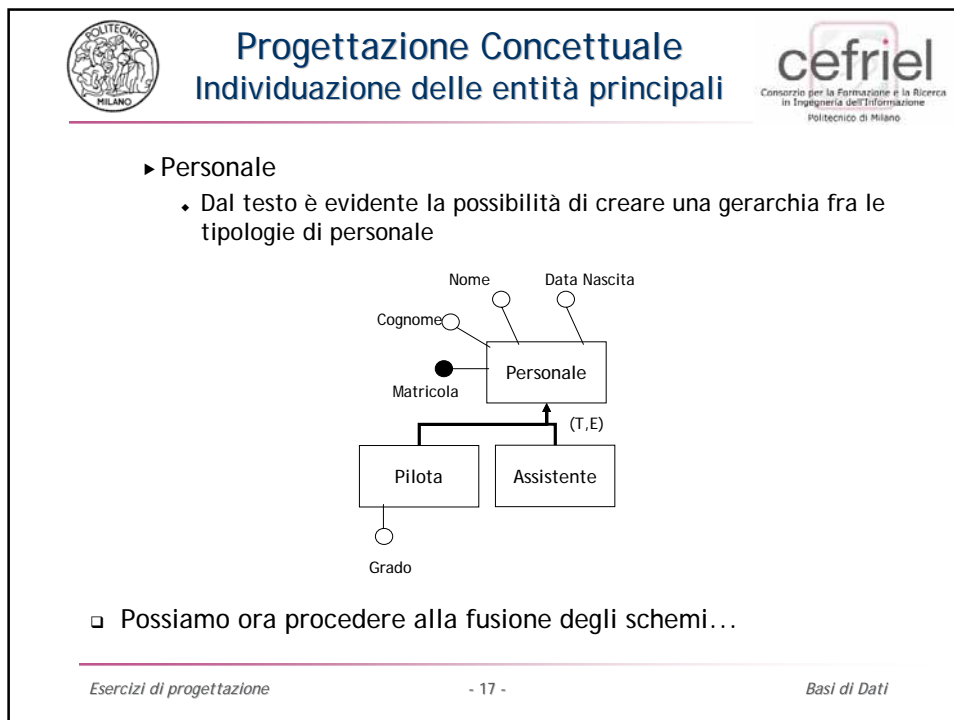 POLITECNICO
MILANO
Progettazione Concettuale
Individuazione delle entità principali
cefriel
Consorzio per la Formazione e la Ricerca
in Ingegneria dell'Informazione
Politecnico di Milano
Personale
Dal testo è evidente la possibilità di creare una gerarchia fra le
tipologie di personale
Nome
Data Nascita
Cognome
Personale
Matricola
(T,E)
Pilota
Assistente
Grado
Possiamo ora procedere alla fusione degli schemi...
Esercizi di progettazione
- 17 -
Basi di Dati